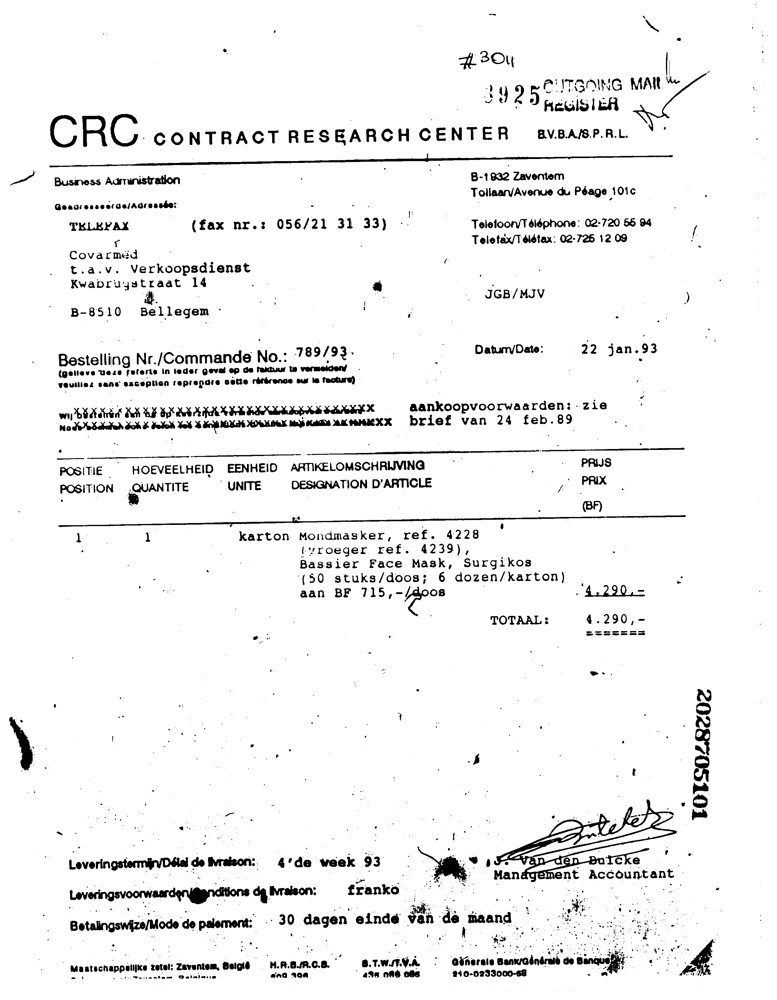 #3011
3925 OUTGOING MAIL
REGISTER
CRC CONTRACT RESEARCH CENTER B.V.B.A./S.P.R.L.
Business Administration
B-1932 Zaventem
Tollaan/Avenue du Péage 101c
Geadresseerde/Adressée:
TELEFAX (fax nr.: 056/21 31 33)
Telefoon/Téléphone: 02-720 55 94
Telefax/Téléfax: 02-725 12 09
Covarmed
t.a.v. Verkoopsdienst
Kwabrugstraat 14
JGB/MJV
B-8510 Bellegem
Bestelling Nr./Commande No.: 789/93
Datum/Date: 22 jan.93
(gelieve deze referte in ieder geval op de faktuur te vermelden/
veuillez sans exception reprendre cette référence sur la facture)
aankoopvoorwaarden: zie
brief van 24 feb.89
POSITIE HOEVEELHEID EENHEID ARTIKELOMSCHRIJVING PRIJS
POSITION QUANTITE UNITE DESIGNATION D'ARTICLE PRIX
(BF)
1 1 karton Mondmasker, ref. 4228
(vroeger ref. 4239),
Bassier Face Mask, Surgikos
(50 stuks/doos; 6 dozen/karton)
aan BF 715,-/doos 4.290,-
TOTAAL: 4.290,-
=======
2028705101
J. Van den Bulcke
Management Accountant
Leveringstermijn/Délai de livraison: 4'de week 93
Leveringsvoorwaarden/Conditions de livraison: franko
Betalingswijze/Mode de paiement: 30 dagen einde van de maand
Maatschappelijke zetel: Zaventem, België H.R.B./R.C.B. B.T.W./T.V.A. Générale Bank/Générale de Banque
210-0233000-68